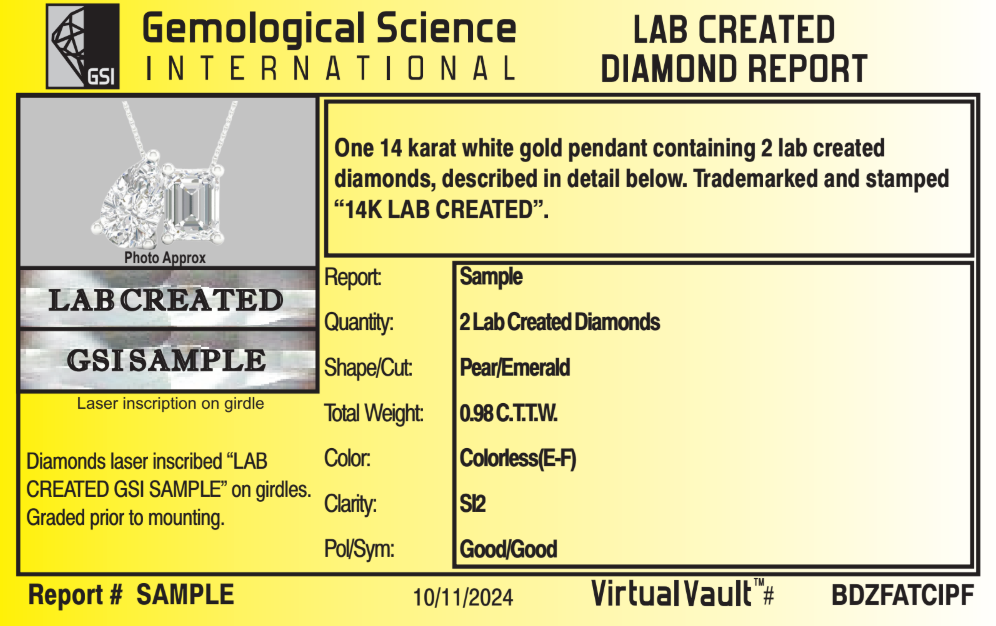 GSI
Gemological Science
INTERNATIONAL
LAB CREATED
DIAMOND REPORT
Photo Approx
LAB CREATED
GSI SAMPLE
Laser inscription on girdle
Diamonds laser inscribed “LAB
CREATED GSI SAMPLE” on girdles.
Graded prior to mounting.
One 14 karat white gold pendant containing 2 lab created
diamonds, described in detail below. Trademarked and stamped
“14K LAB CREATED”.
Report: Sample
Quantity: 2 Lab Created Diamonds
Shape/Cut: Pear/Emerald
Total Weight: 0.98 C.T.T.W.
Color: Colorless(E-F)
Clarity: SI2
Pol/Sym: Good/Good
Report # SAMPLE 10/11/2024 VirtualVault™# BDZFATCIPF